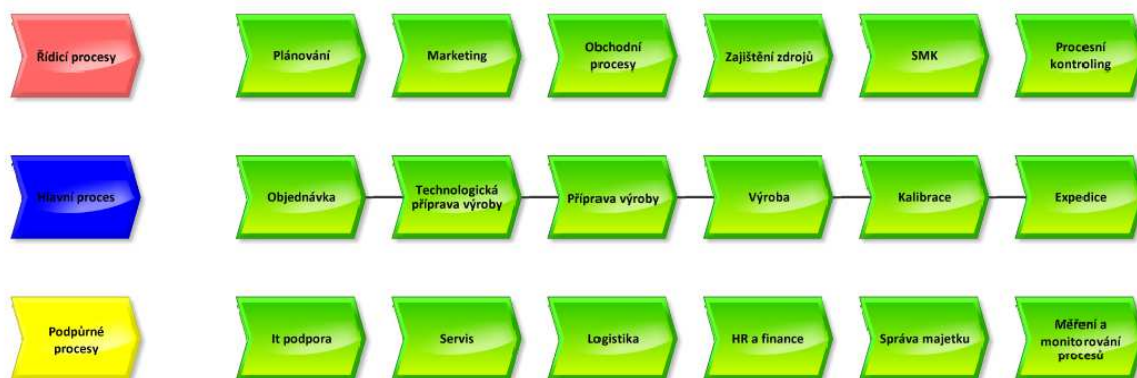 Řídicí procesy
Plánování
Marketing
Obchodní
procesy
Zajištění zdrojů
SMK
Procesní
kontroling
Hlavní proces
Objednávka
Technologická
příprava výroby
Příprava výroby
Výroba
Kalibrace
Expedice
Podpůrné
procesy
It podpora
Servis
Logistika
HR a finance
Správa majetku
Měření a
monitorování
procesů